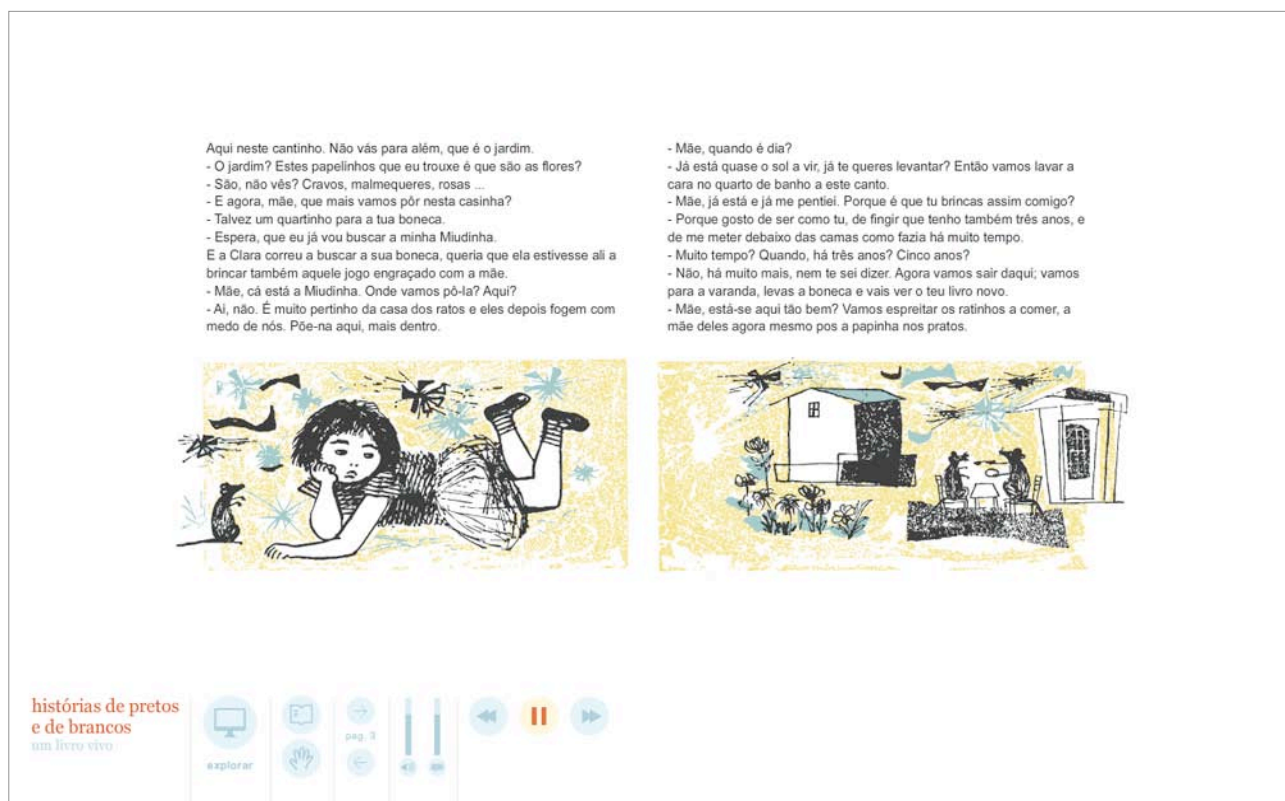 Aqui neste cantinho. Não vás para além, que é o jardim.
- O jardim? Estes papelinhos que eu trouxe é que são as flores?
- São, não vês? Cravos, malmequeres, rosas ...
- E agora, mãe, que mais vamos pôr nesta casinha?
- Talvez um quartinho para a tua boneca.
- Espera, que eu já vou buscar a minha Miudinha.
E a Clara correu a buscar a sua boneca, queria que ela estivesse ali a
brincar também aquele jogo engraçado com a mãe.
- Mãe, cá está a Miudinha. Onde vamos pô-la? Aqui?
- Ai, não. É muito pertinho da casa dos ratos e eles depois fogem com
medo de nós. Põe-na aqui, mais dentro.
- Mãe, quando é dia?
- Já está quase o sol a vir, já te queres levantar? Então vamos lavar a
cara no quarto de banho a este canto.
- Mãe, já está e já me pentiei. Porque é que tu brincas assim comigo?
- Porque gosto de ser como tu, de fingir que tenho também três anos, e
de me meter debaixo das camas como fazia há muito tempo.
- Muito tempo? Quando, há três anos? Cinco anos?
- Não, há muito mais, nem te sei dizer. Agora vamos sair daqui; vamos
para a varanda, levas a boneca e vais ver o teu livro novo.
- Mãe, está-se aqui tão bem? Vamos espreitar os ratinhos a comer, a
mãe deles agora mesmo pos a papinha nos pratos.
histórias de pretos
e de brancos
um livro vivo
explorar
pag. 3